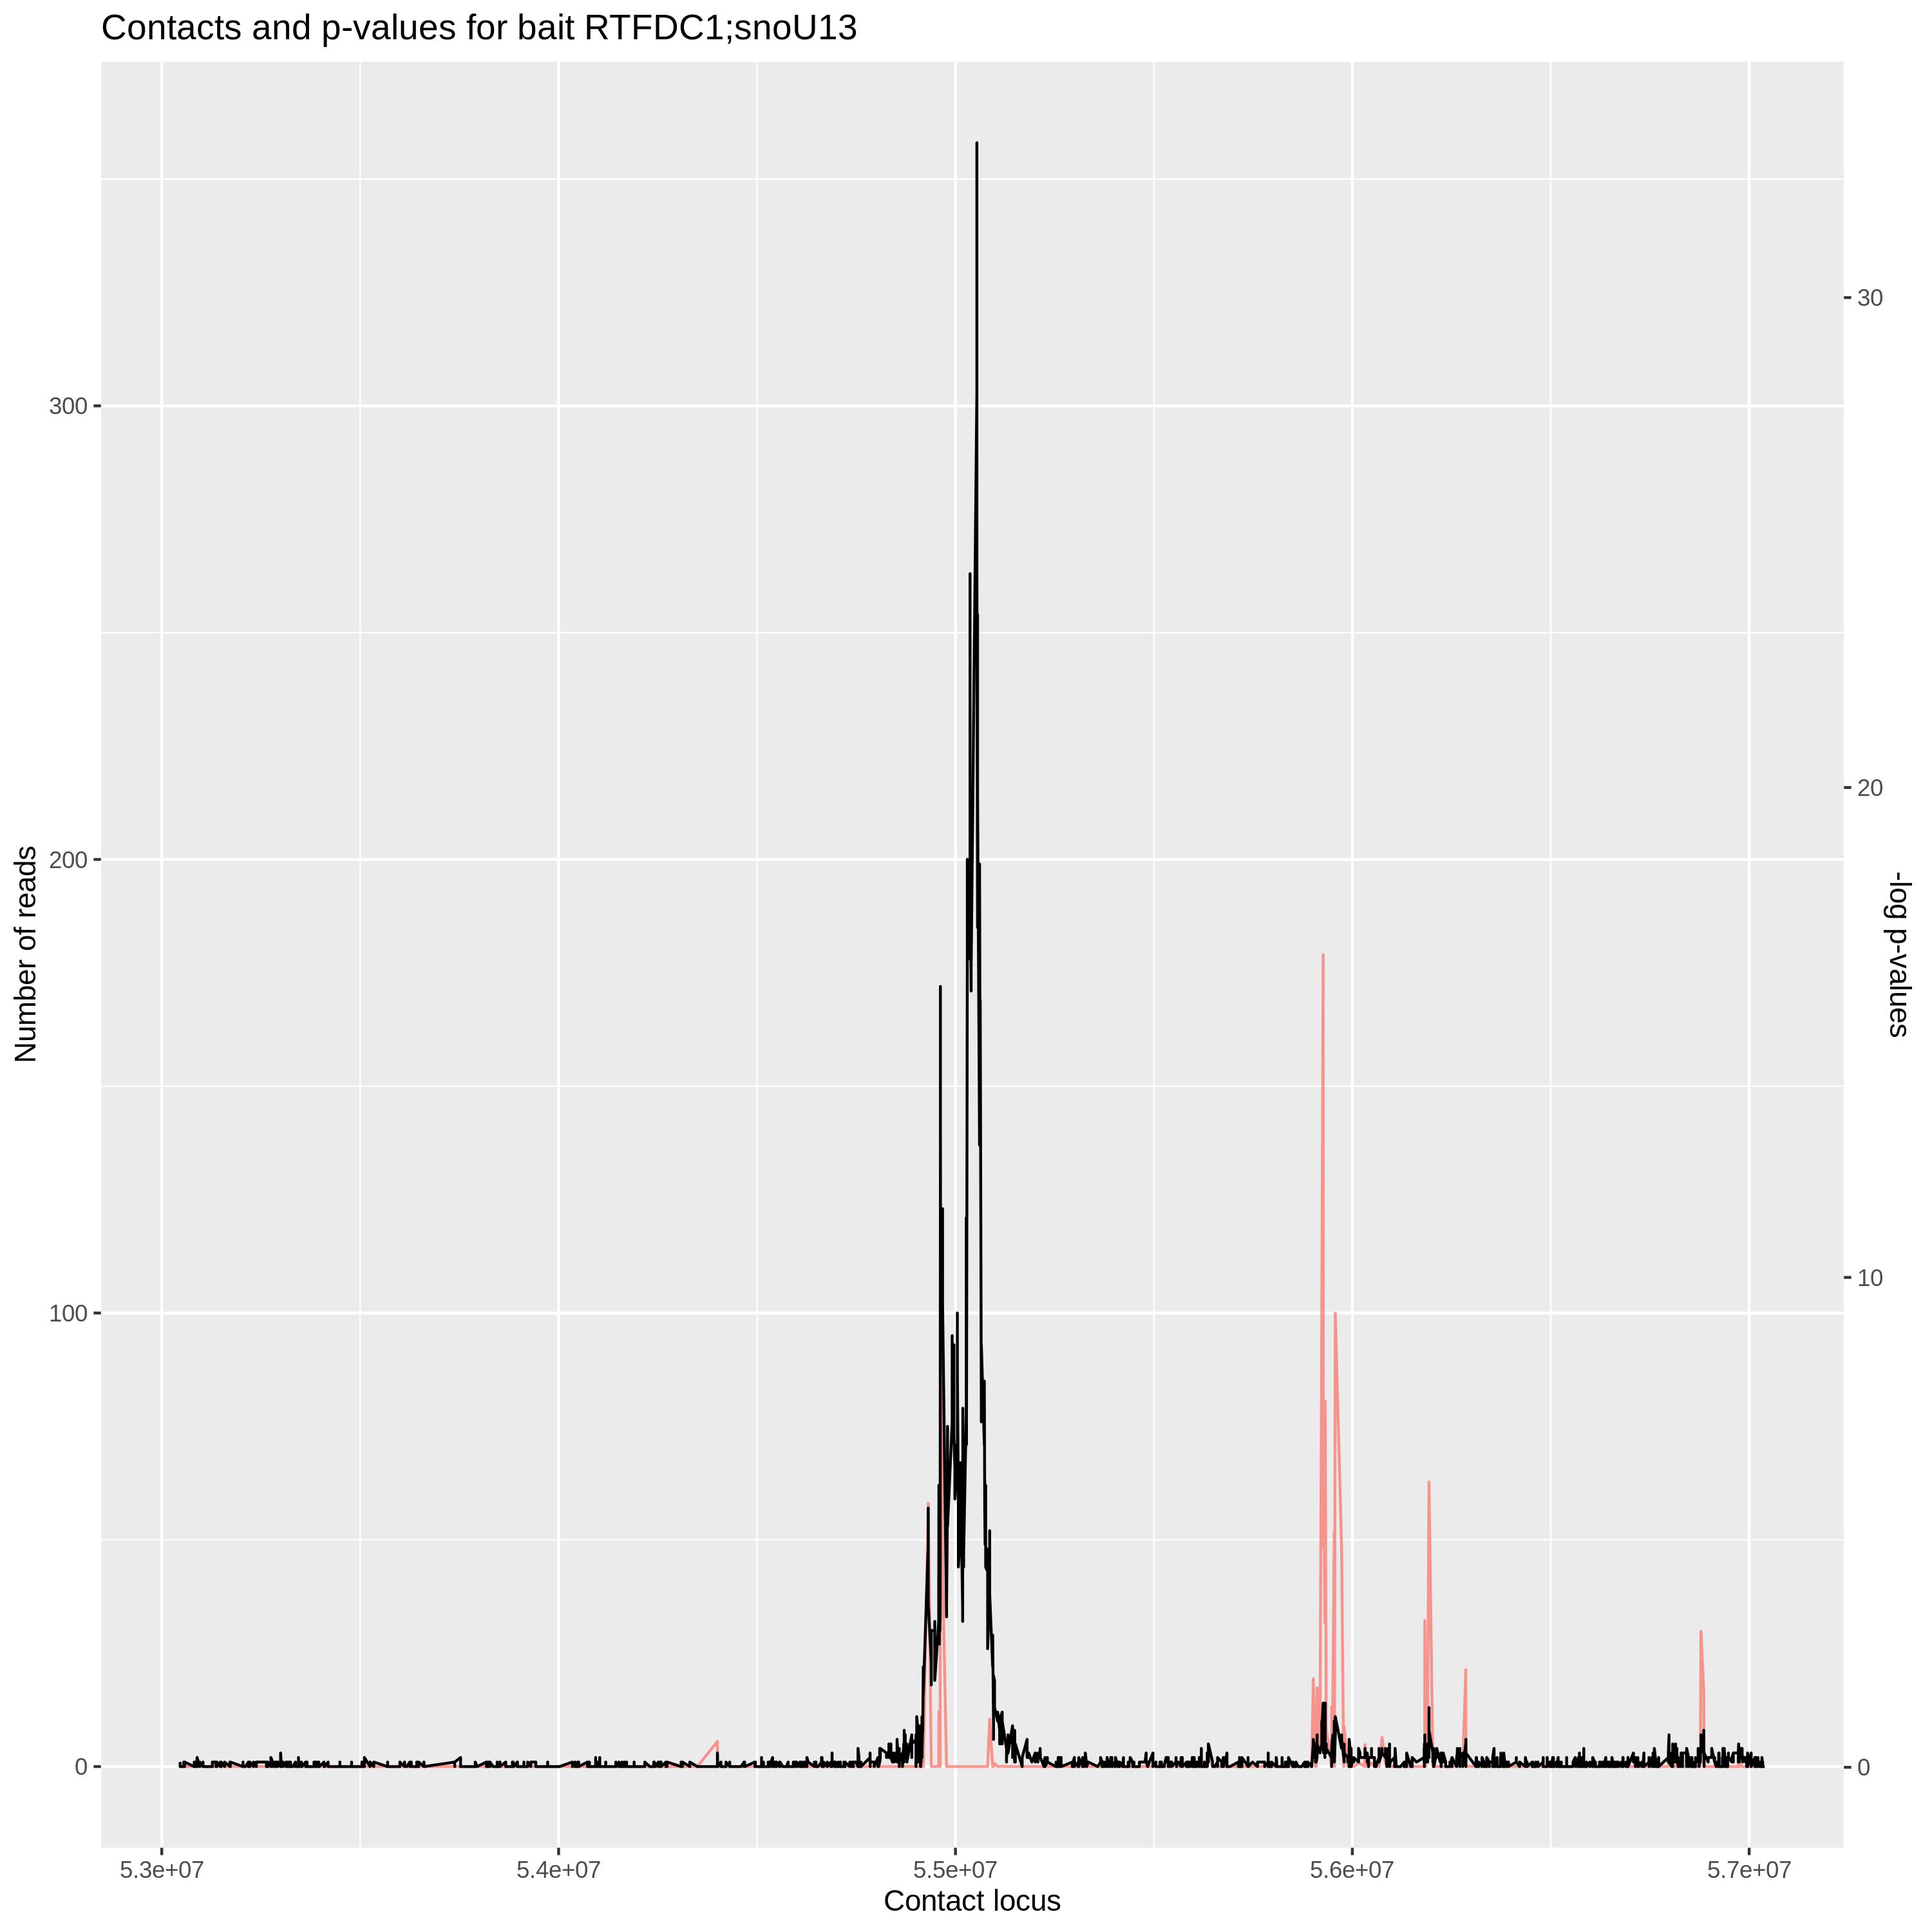 Contacts and p-values for bait RTFDC1;snoU13
300
200
100
0
Number of reads
30
20
10
0
-log p-values
5.3e+07 5.4e+07 5.5e+07 5.6e+07 5.7e+07
Contact locus